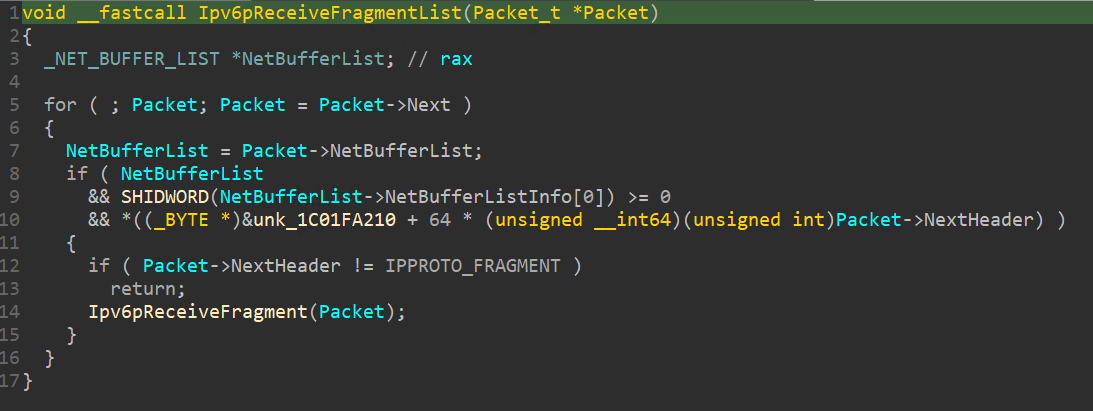 1 void __fastcall Ipv6pReceiveFragmentList(Packet_t *Packet)
2 {
3   _NET_BUFFER_LIST *NetBufferList; // rax
4
5   for ( ; Packet; Packet = Packet->Next )
6   {
7     NetBufferList = Packet->NetBufferList;
8     if ( NetBufferList
9       && SHIDWORD(NetBufferList->NetBufferListInfo[0]) >= 0
10       && *((_BYTE *)&unk_1C01FA210 + 64 * (unsigned __int64)(unsigned int)Packet->NextHeader) )
11     {
12       if ( Packet->NextHeader != IPPROTO_FRAGMENT )
13         return;
14       Ipv6pReceiveFragment(Packet);
15     }
16   }
17 }